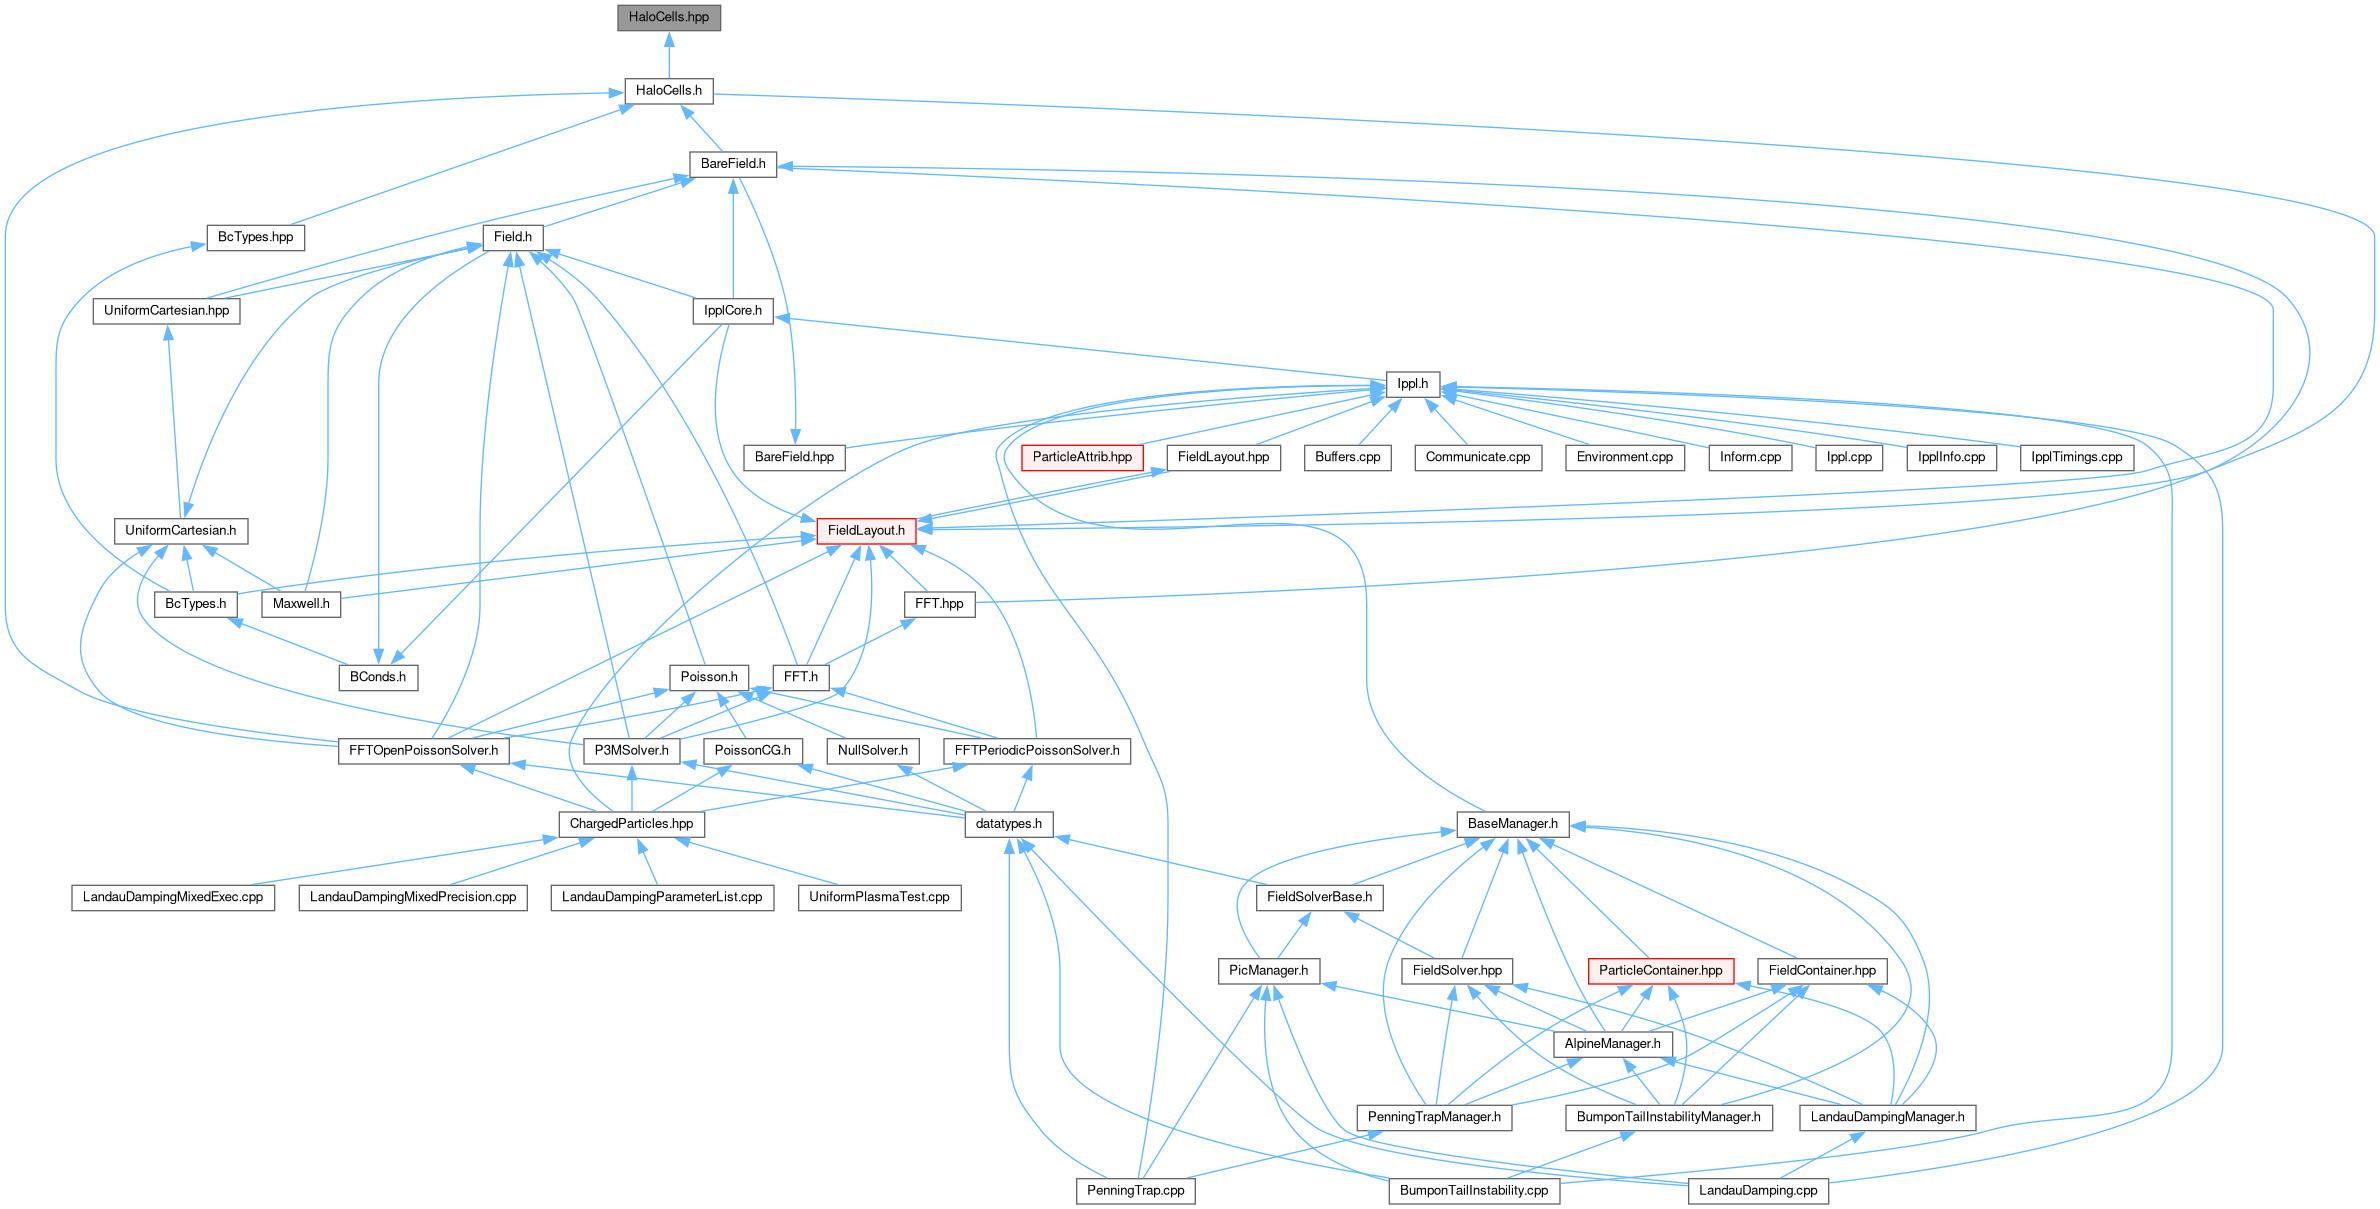 HaloCells.hpp
HaloCells.h
BareField.h
BcTypes.hpp
Field.h
UniformCartesian.hpp
IpplCore.h
Ippl.h
BareField.hpp
ParticleAttrib.hpp
FieldLayout.hpp
Buffers.cpp
Communicate.cpp
Environment.cpp
Inform.cpp
Ippl.cpp
IpplInfo.cpp
IpplTimings.cpp
UniformCartesian.h
FieldLayout.h
BcTypes.h
Maxwell.h
FFT.hpp
BConds.h
Poisson.h
FFT.h
FFTOpenPoissonSolver.h
P3MSolver.h
PoissonCG.h
NullSolver.h
FFTPeriodicPoissonSolver.h
ChargedParticles.hpp
datatypes.h
BaseManager.h
LandauDampingMixedExec.cpp
LandauDampingMixedPrecision.cpp
LandauDampingParameterList.cpp
UniformPlasmaTest.cpp
FieldSolverBase.h
PicManager.h
FieldSolver.hpp
ParticleContainer.hpp
FieldContainer.hpp
AlpineManager.h
PenningTrapManager.h
BumponTailInstabilityManager.h
LandauDampingManager.h
PenningTrap.cpp
BumponTailInstability.cpp
LandauDamping.cpp